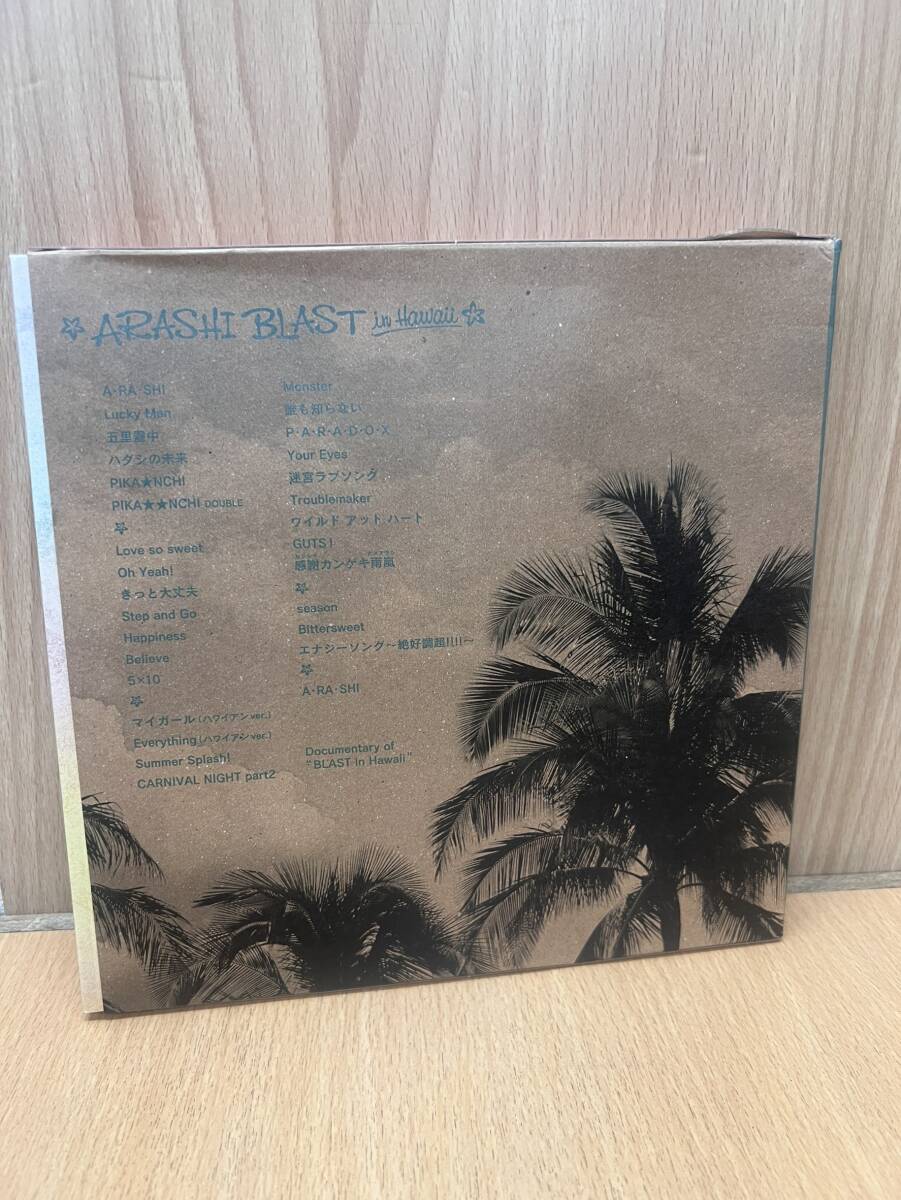 ARASHI BLAST in Hawaii
A・RA・SHI
Lucky Man
五里霧中
ハダシの未来
PIKA★NCHI
PIKA★★NCHI DOUBLE
Love so sweet
Oh Yeah!
きっと大丈夫
Step and Go
Happiness
Believe
5×10
マイガール(ハワイアンver.)
Everything(ハワイアンver.)
Summer Splash!
CARNIVAL NIGHT part2
Monster
誰も知らない
P・A・R・A・D・O・X
Your Eyes
迷宮ラブソング
Troublemaker
ワイルド アット ハート
GUTS !
感謝カンゲキ雨嵐
season
Bittersweet
エナジーソング〜絶好調超!!!!〜
A・RA・SHI
Documentary of
"BLAST in Hawaii"